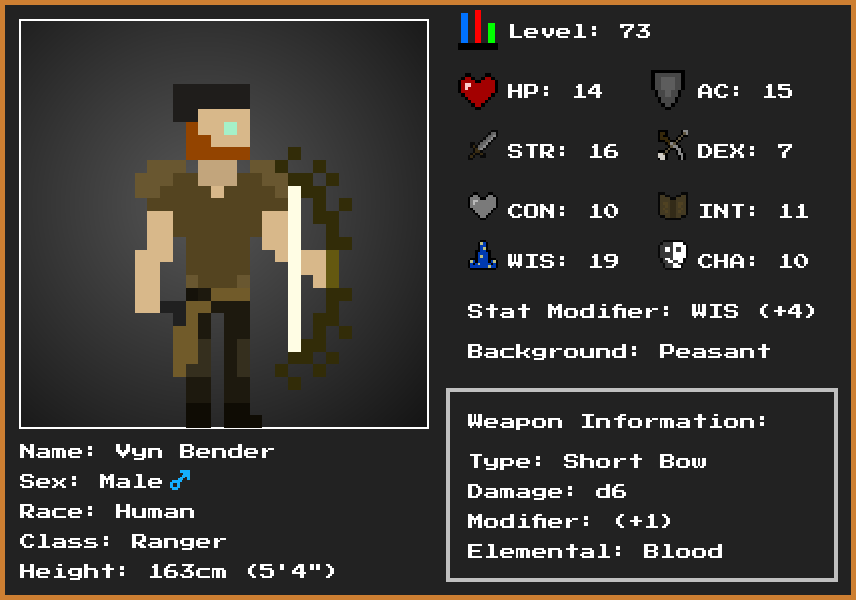 Level: 73
HP: 14 AC: 15
STR: 16 DEX: 7
CON: 10 INT: 11
WIS: 19 CHA: 10
Stat Modifier: WIS (+4)
Background: Peasant
Weapon Information:
Type: Short Bow
Damage: d6
Modifier: (+1)
Elemental: Blood
Name: Vyn Bender
Sex: Male ♂
Race: Human
Class: Ranger
Height: 163cm (5'4")